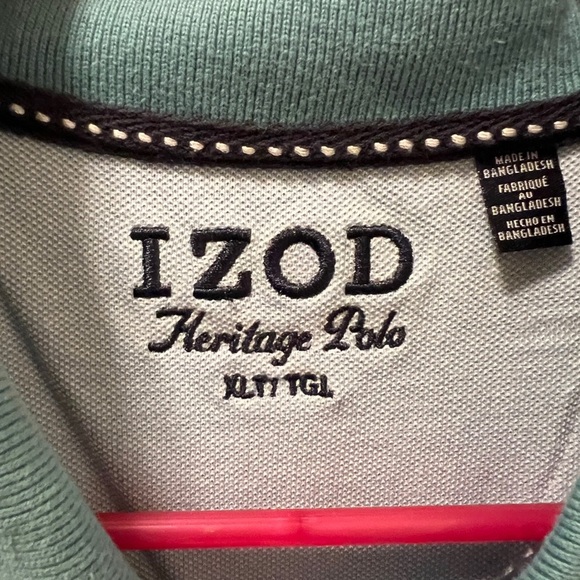 MADE IN
BANGLADESH
FABRIQUÉ
AU
BANGLADESH
HECHO EN
BANGLADESH
IZOD
Heritage Polo
XLT/TGL